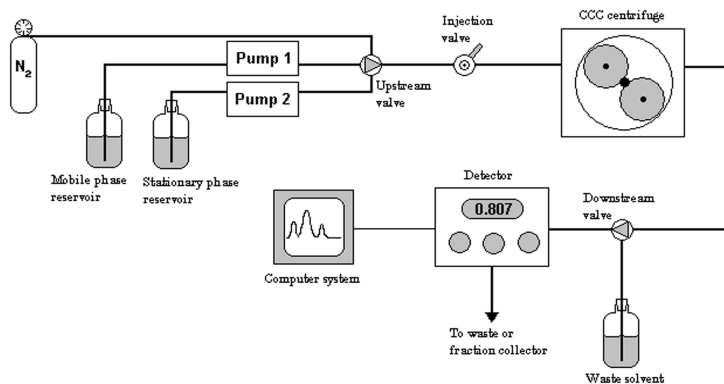 Injection
valve
CCC centrifuge
N2
Pump 1
Pump 2
Upstream
valve
Mobile phase
reservoir
Stationary phase
reservoir
Detector
0.807
Downstream
valve
Computer system
To waste or
fraction collector
Waste solvent